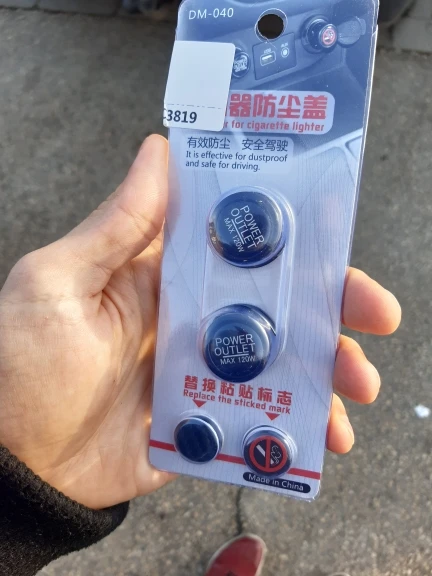 DM-040
-3819
器防尘盖
for cigarette lighter
有效防尘 安全驾驶
It is effective for dustproof
and safe for driving.
POWER
OUTLET
MAX 120W
POWER
OUTLET
MAX 120W
替换粘贴标志
Replace the sticked mark
Made in China